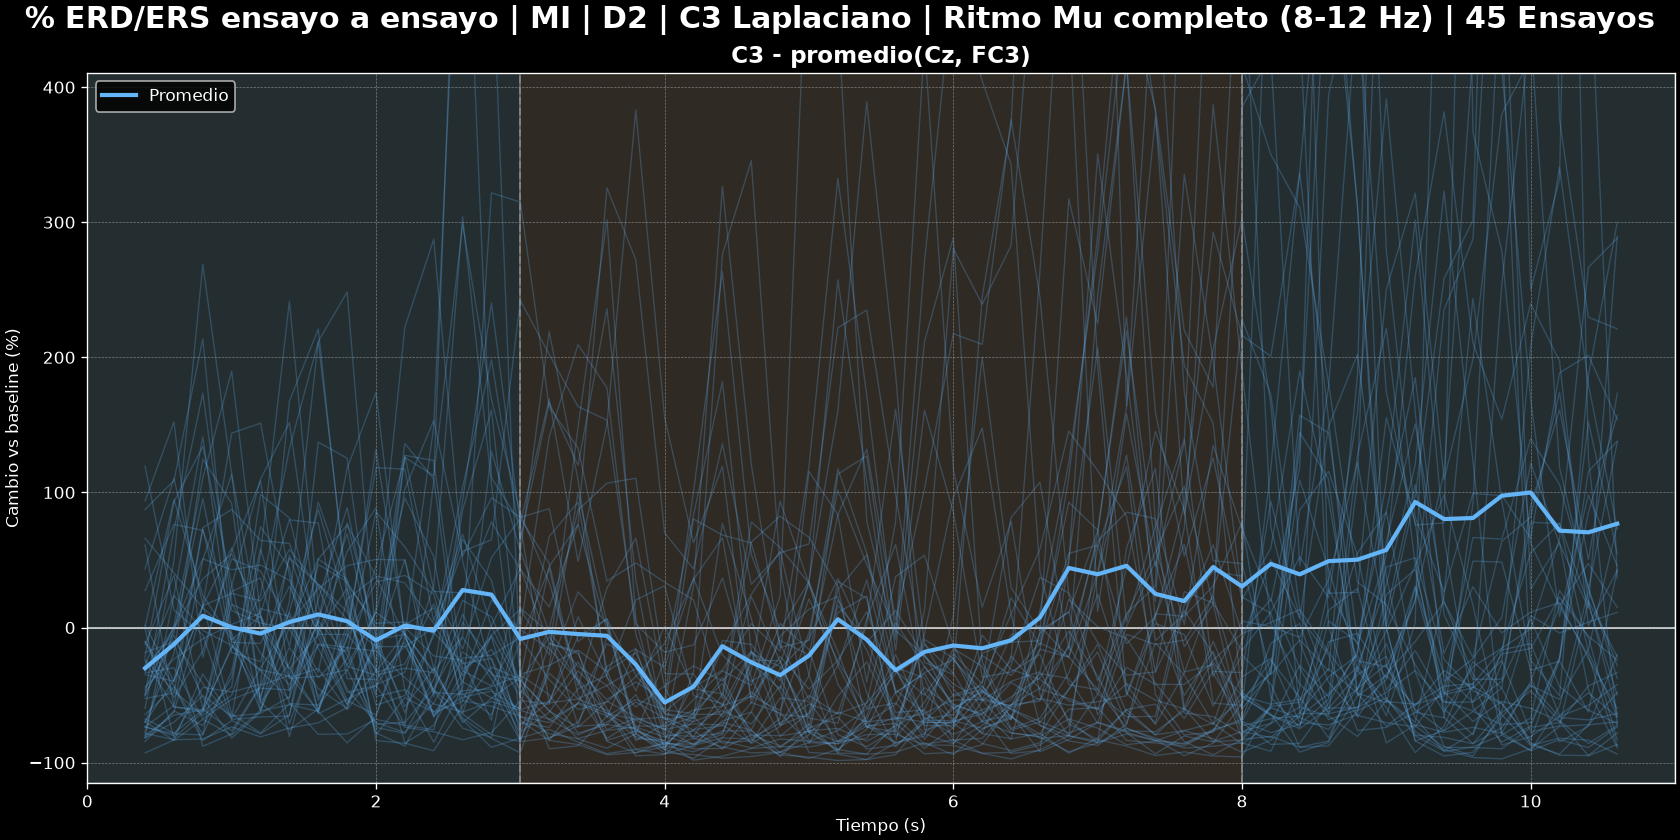 % ERD/ERS ensayo a ensayo | MI | D2 | C3 Laplaciano | Ritmo Mu completo (8-12 Hz) | 45 Ensayos
C3 - promedio(Cz, FC3)
Promedio
Cambio vs baseline (%)
400
300
200
100
0
−100
0 2 4 6 8 10
Tiempo (s)